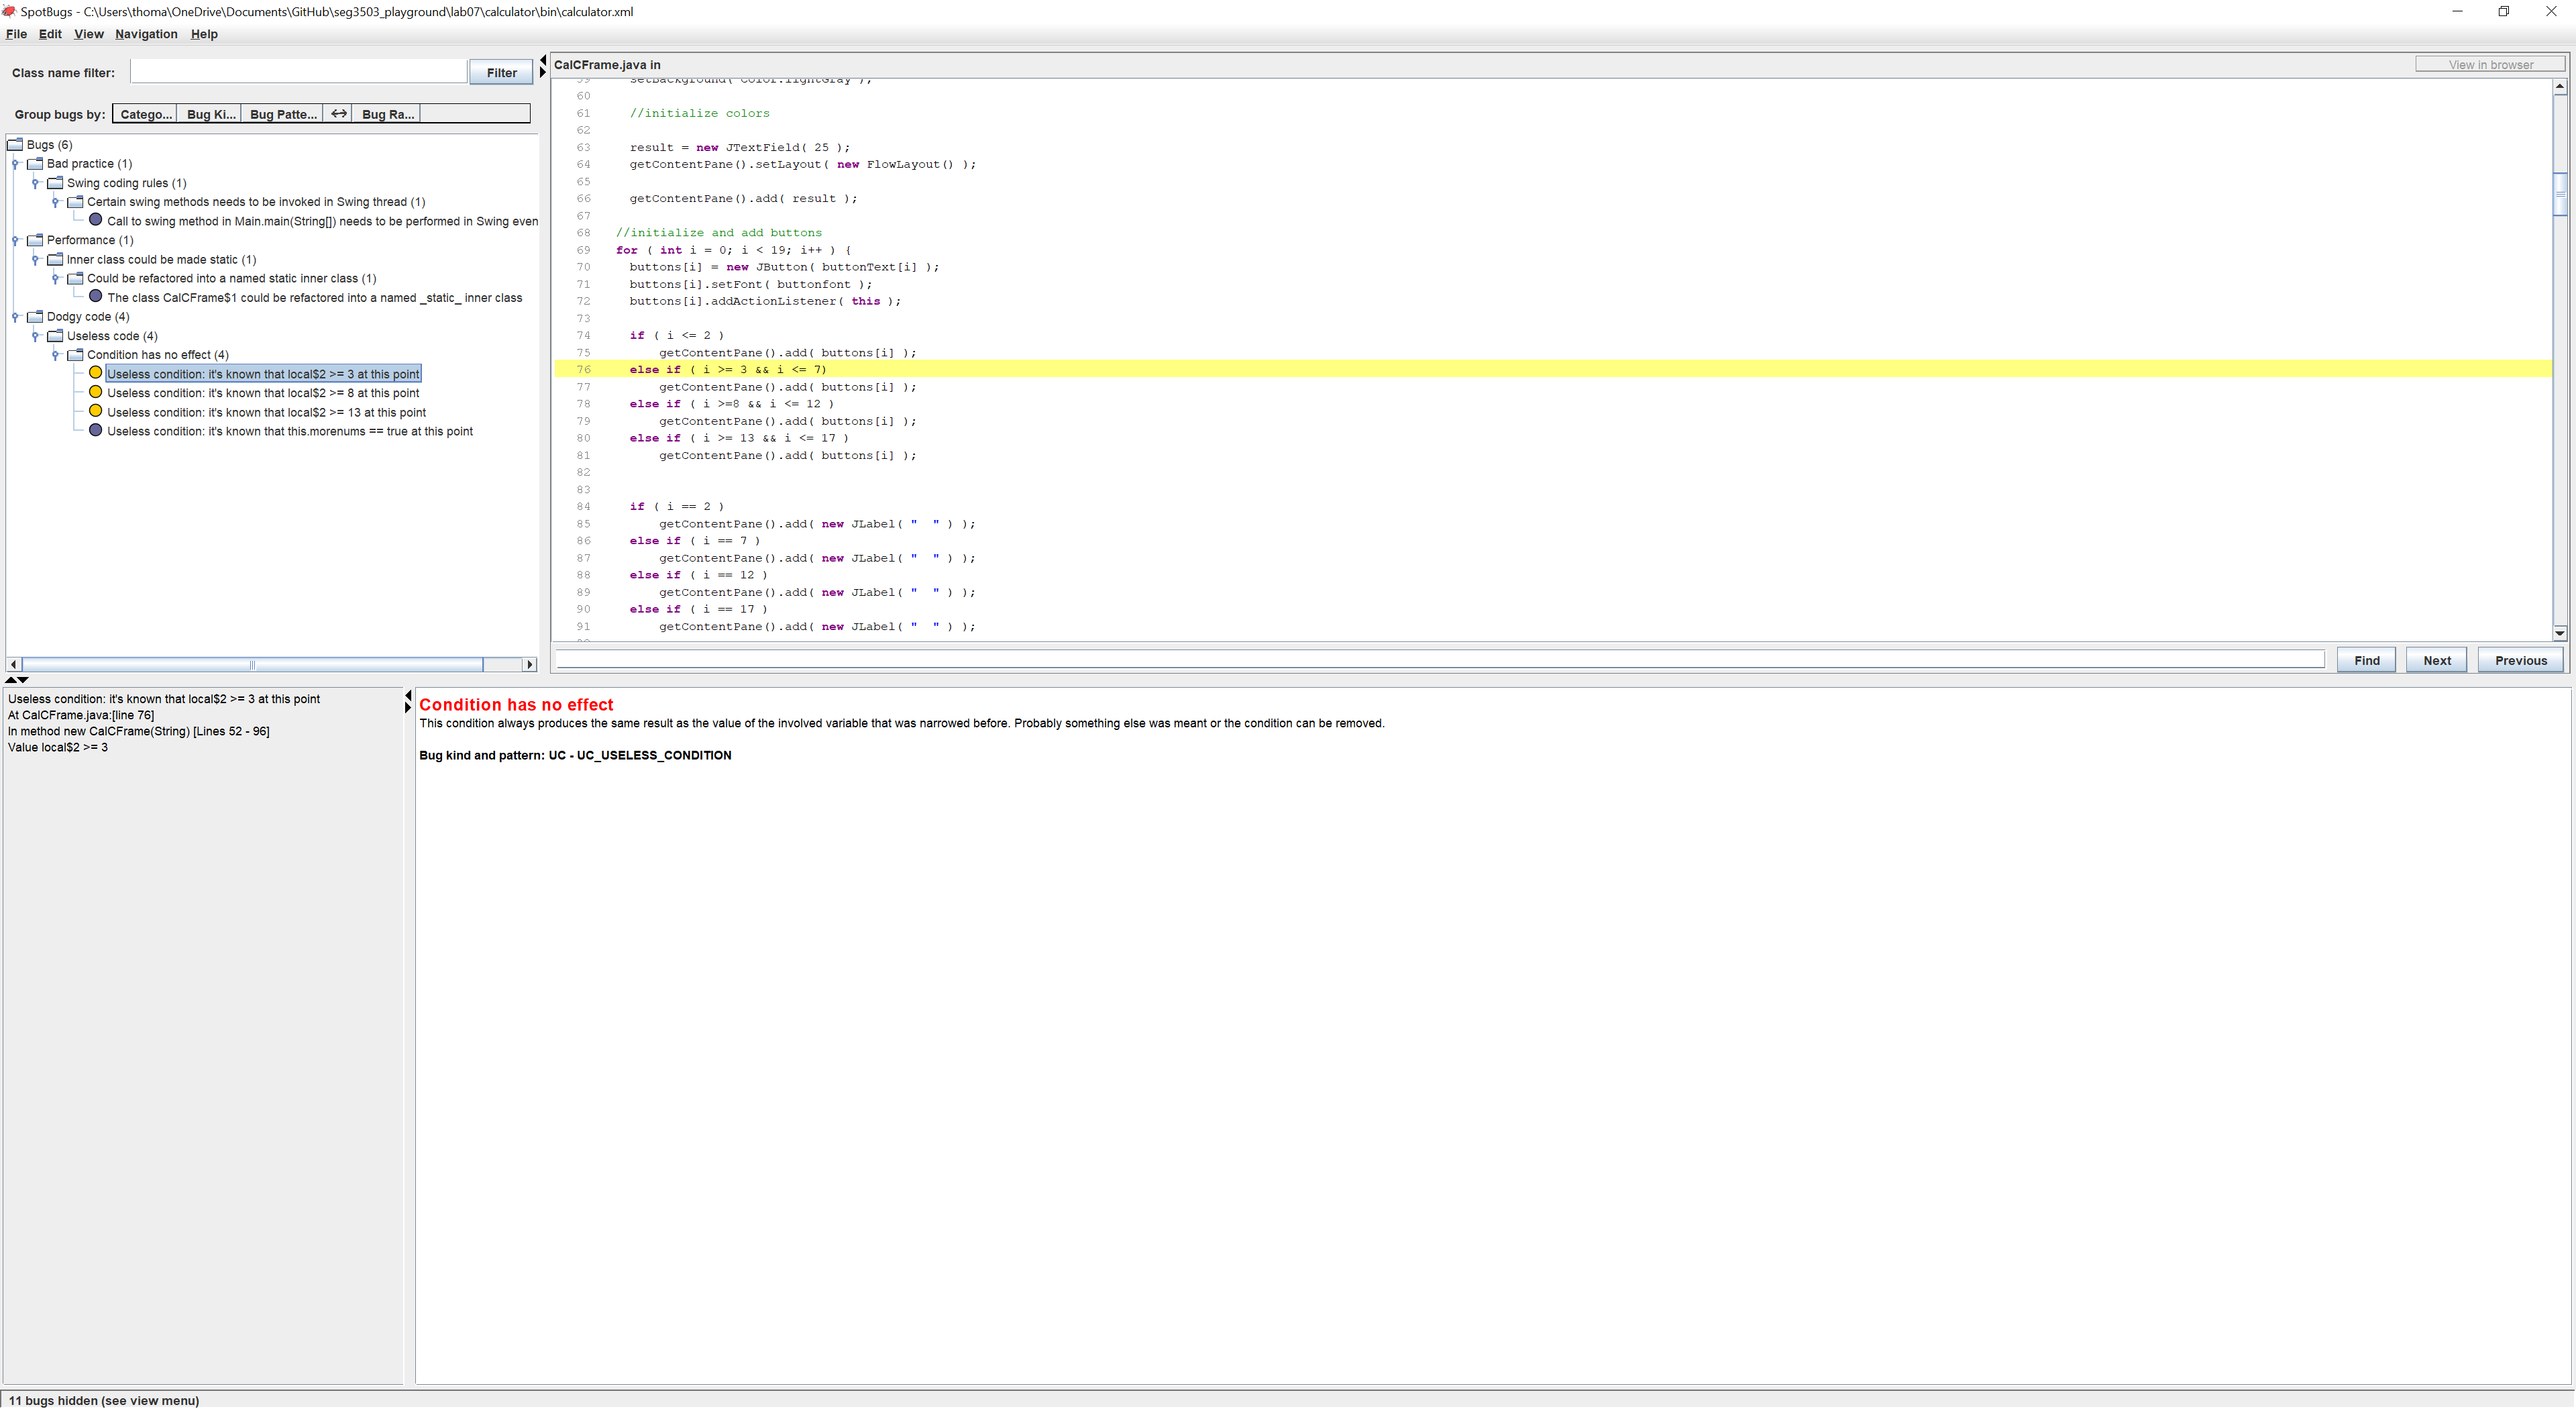 SpotBugs - C:\Users\thoma\OneDrive\Documents\GitHub\seg3503_playground\lab07\calculator\bin\calculator.xml
File Edit View Navigation Help
Class name filter: Filter
Group bugs by: Catego... Bug Ki... Bug Patte... <-> Bug Ra...
Bugs (6)
Bad practice (1)
Swing coding rules (1)
Certain swing methods needs to be invoked in Swing thread (1)
Call to swing method in Main.main(String[]) needs to be performed in Swing even
Performance (1)
Inner class could be made static (1)
Could be refactored into a named static inner class (1)
The class CalCFrame$1 could be refactored into a named _static_ inner class
Dodgy code (4)
Useless code (4)
Condition has no effect (4)
Useless condition: it's known that local$2 >= 3 at this point
Useless condition: it's known that local$2 >= 8 at this point
Useless condition: it's known that local$2 >= 13 at this point
Useless condition: it's known that this.morenums == true at this point
CalCFrame.java in
View in browser
59 setBackground( Color.lightGray );
60
61 //initialize colors
62
63 result = new JTextField( 25 );
64 getContentPane().setLayout( new FlowLayout() );
65
66 getContentPane().add( result );
67
68 //initialize and add buttons
69 for ( int i = 0; i < 19; i++ ) {
70 buttons[i] = new JButton( buttonText[i] );
71 buttons[i].setFont( buttonfont );
72 buttons[i].addActionListener( this );
73
74 if ( i <= 2 )
75 getContentPane().add( buttons[i] );
76 else if ( i >= 3 && i <= 7)
77 getContentPane().add( buttons[i] );
78 else if ( i >=8 && i <= 12 )
79 getContentPane().add( buttons[i] );
80 else if ( i >= 13 && i <= 17 )
81 getContentPane().add( buttons[i] );
82
83
84 if ( i == 2 )
85 getContentPane().add( new JLabel( "  " ) );
86 else if ( i == 7 )
87 getContentPane().add( new JLabel( "  " ) );
88 else if ( i == 12 )
89 getContentPane().add( new JLabel( "  " ) );
90 else if ( i == 17 )
91 getContentPane().add( new JLabel( "  " ) );
Find Next Previous
Useless condition: it's known that local$2 >= 3 at this point
At CalCFrame.java:[line 76]
In method new CalCFrame(String) [Lines 52 - 96]
Value local$2 >= 3
Condition has no effect
This condition always produces the same result as the value of the involved variable that was narrowed before. Probably something else was meant or the condition can be removed.
Bug kind and pattern: UC - UC_USELESS_CONDITION
11 bugs hidden (see view menu)